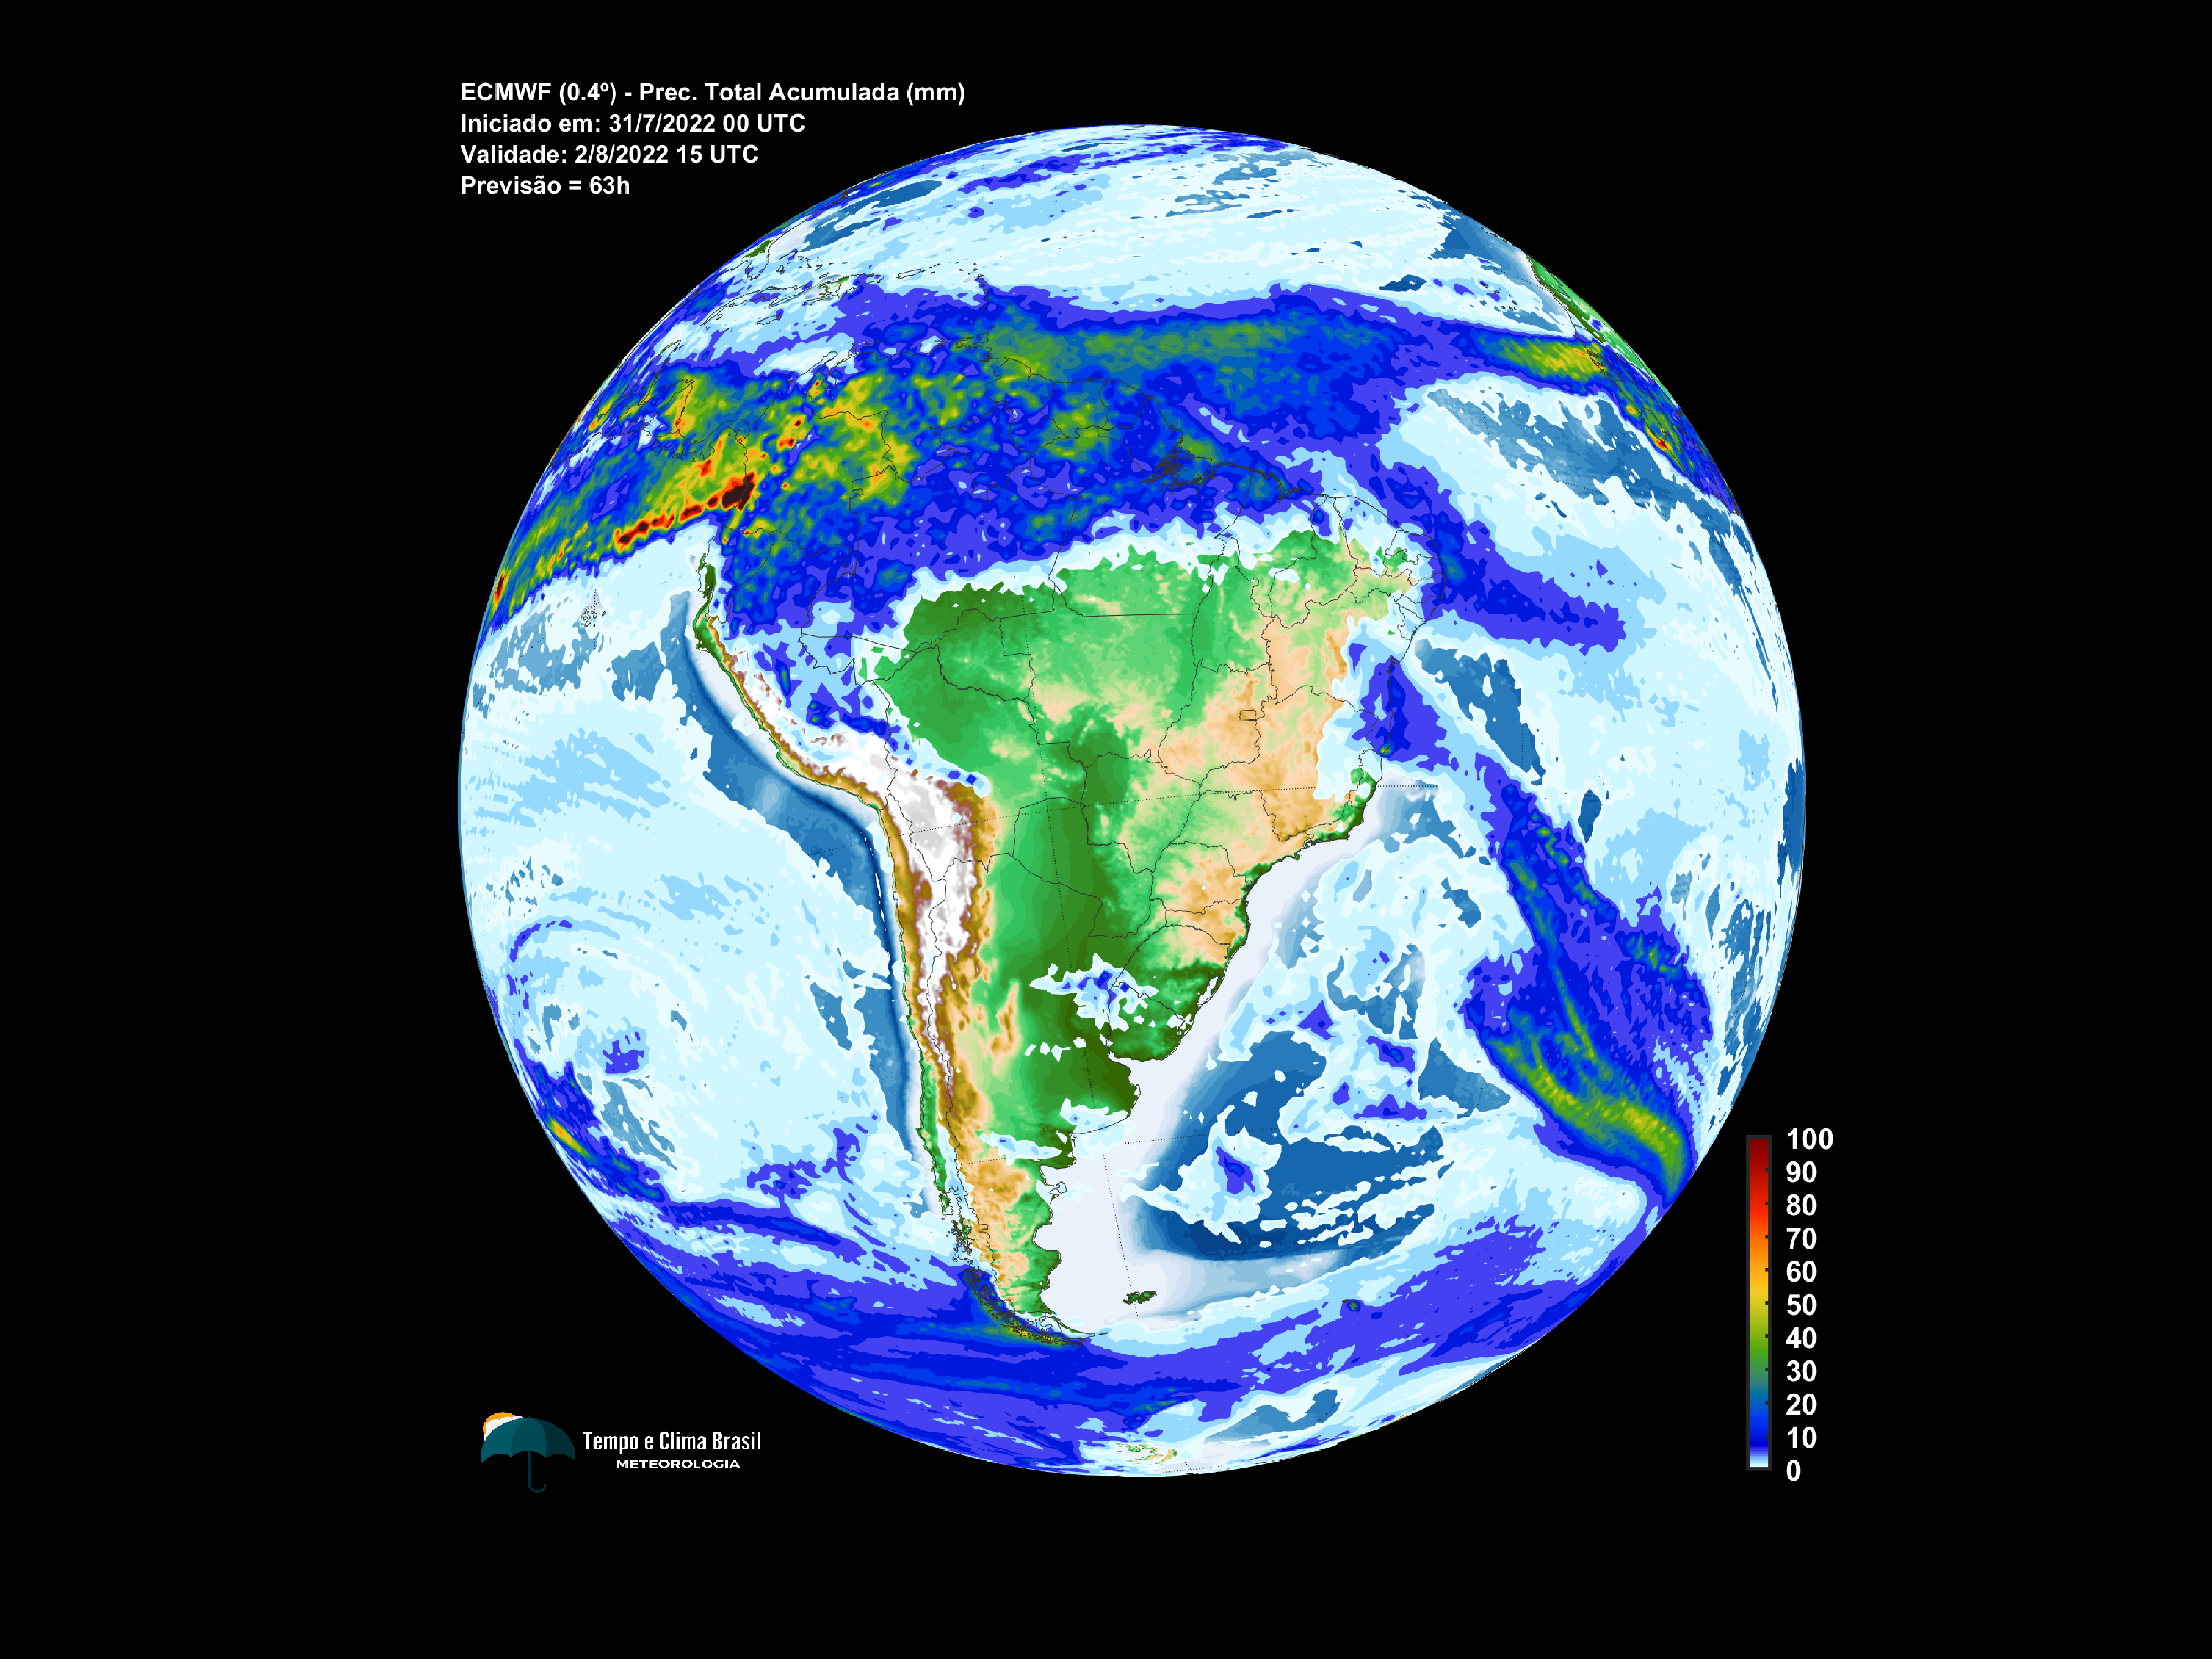 ECMWF (0.4º) - Prec. Total Acumulada (mm)
Iniciado em: 31/7/2022 00 UTC
Validade: 2/8/2022 15 UTC
Previsão = 63h
100
90
80
70
60
50
40
30
20
10
0
Tempo e Clima Brasil
METEOROLOGIA